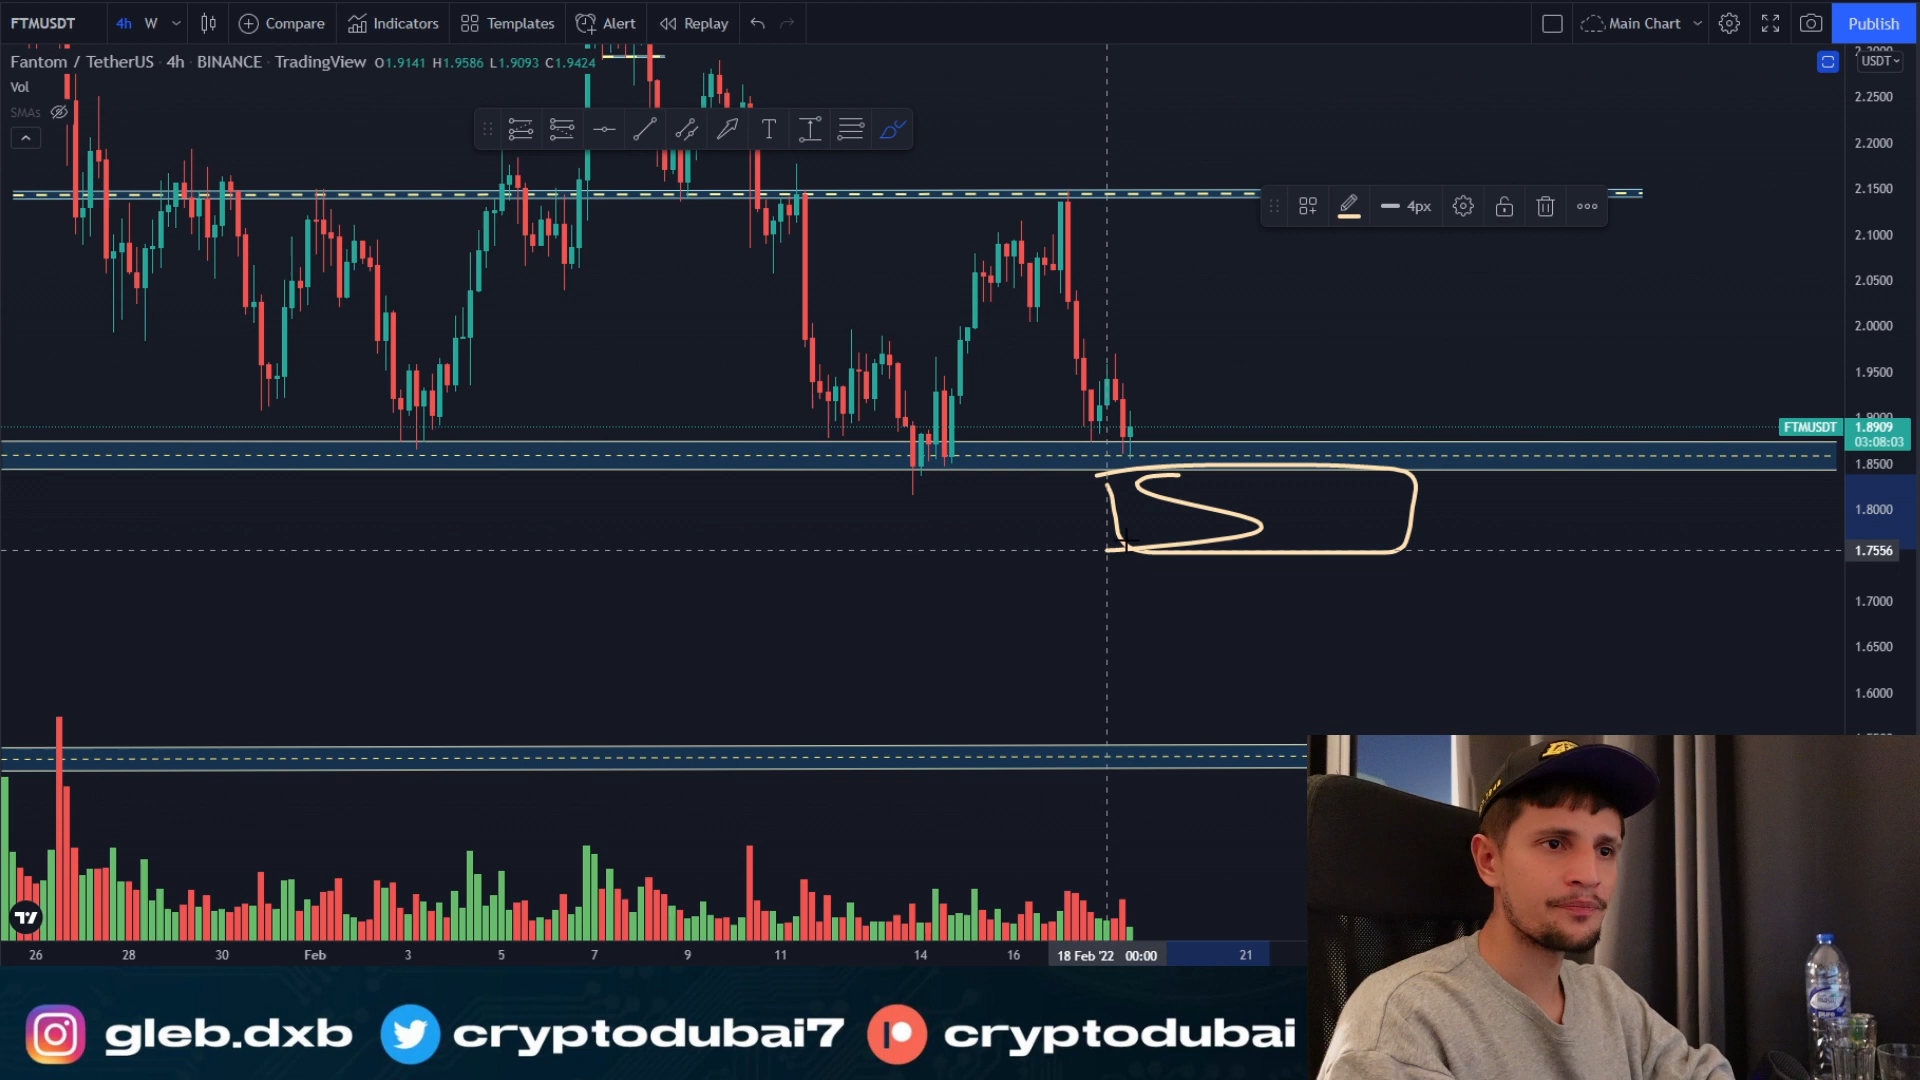 FTMUSDT 4h W Compare Indicators Templates Alert Replay Main Chart Publish
Fantom / TetherUS · 4h · BINANCE · TradingView O1.9141 H1.9586 L1.9093 C1.9424
USDT
Vol
SMAs
2.2500
2.2000
2.1500
4px
2.1000
2.0500
2.0000
1.9500
1.9000
FTMUSDT 1.8909
03:08:03
1.8500
1.8000
1.7556
1.7000
1.6500
1.6000
26 28 30 Feb 3 5 7 9 11 14 16 18 Feb '22 00:00 21
gleb.dxb cryptodubai7 cryptodubai